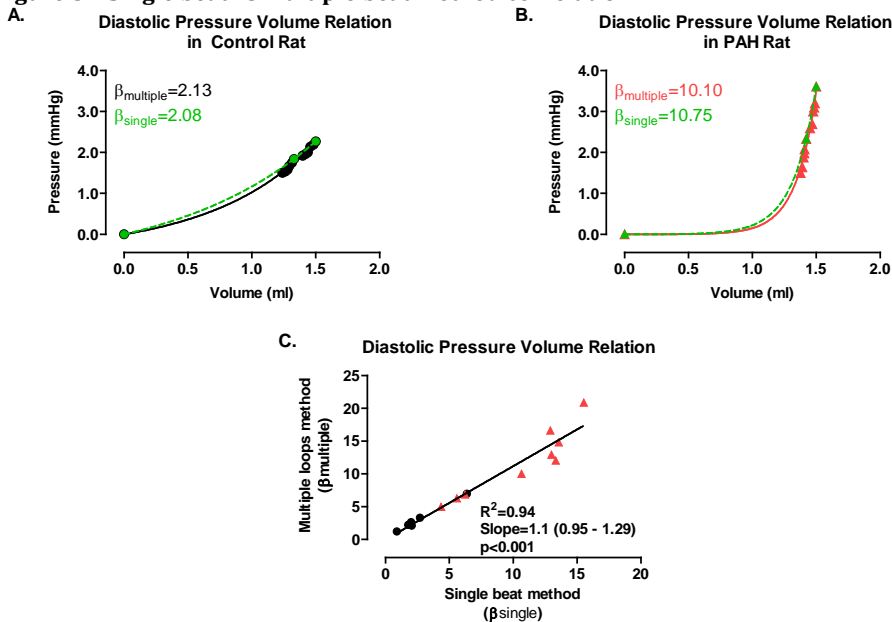 A.
Diastolic Pressure Volume Relation
in Control Rat
βmultiple=2.13
βsingle=2.08
Pressure (mmHg)
4.0
3.0
2.0
1.0
0.0
0.0 0.5 1.0 1.5 2.0
Volume (ml)
B.
Diastolic Pressure Volume Relation
in PAH Rat
βmultiple=10.10
βsingle=10.75
Pressure (mmHg)
4.0
3.0
2.0
1.0
0.0
0.0 0.5 1.0 1.5 2.0
Volume (ml)
C.
Diastolic Pressure Volume Relation
Multiple loops method
(βmultiple)
25
20
15
10
5
0
R²=0.94
Slope=1.1 (0.95 - 1.29)
p<0.001
0 5 10 15 20
Single beat method
(βsingle)